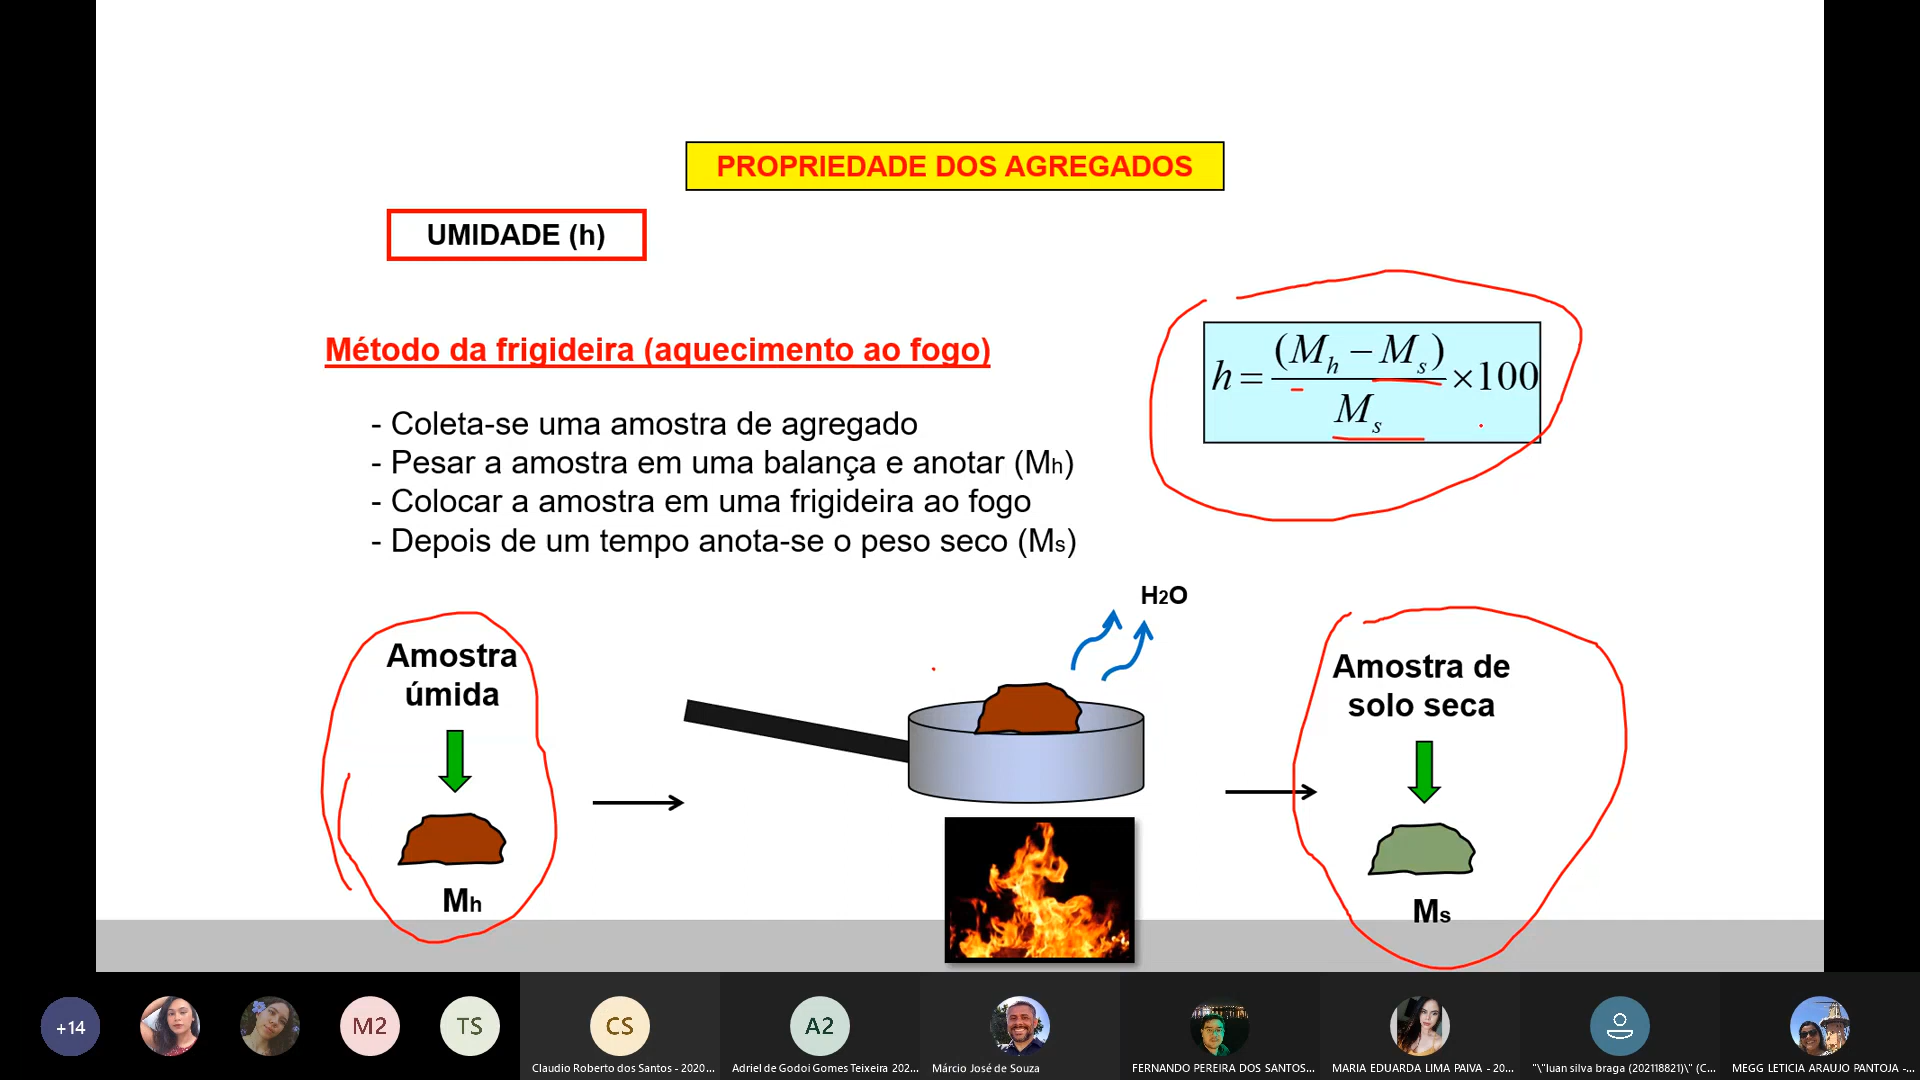 PROPRIEDADE DOS AGREGADOS
UMIDADE (h)
Método da frigideira (aquecimento ao fogo)
h = (Mh − Ms) / Ms ×100
- Coleta-se uma amostra de agregado
- Pesar a amostra em uma balança e anotar (Mh)
- Colocar a amostra em uma frigideira ao fogo
- Depois de um tempo anota-se o peso seco (Ms)
H2O
Amostra
úmida
Mh
Amostra de
solo seca
Ms
+14
M2
TS
CS
A2
Claudio Roberto dos Santos - 2020...
Adriel de Godoi Gomes Teixeira 202...
Márcio José de Souza
FERNANDO PEREIRA DOS SANTOS...
MARIA EDUARDA LIMA PAIVA - 20...
"\"luan silva braga (202118821)\" (C...
MEGG LETICIA ARAUJO PANTOJA -...